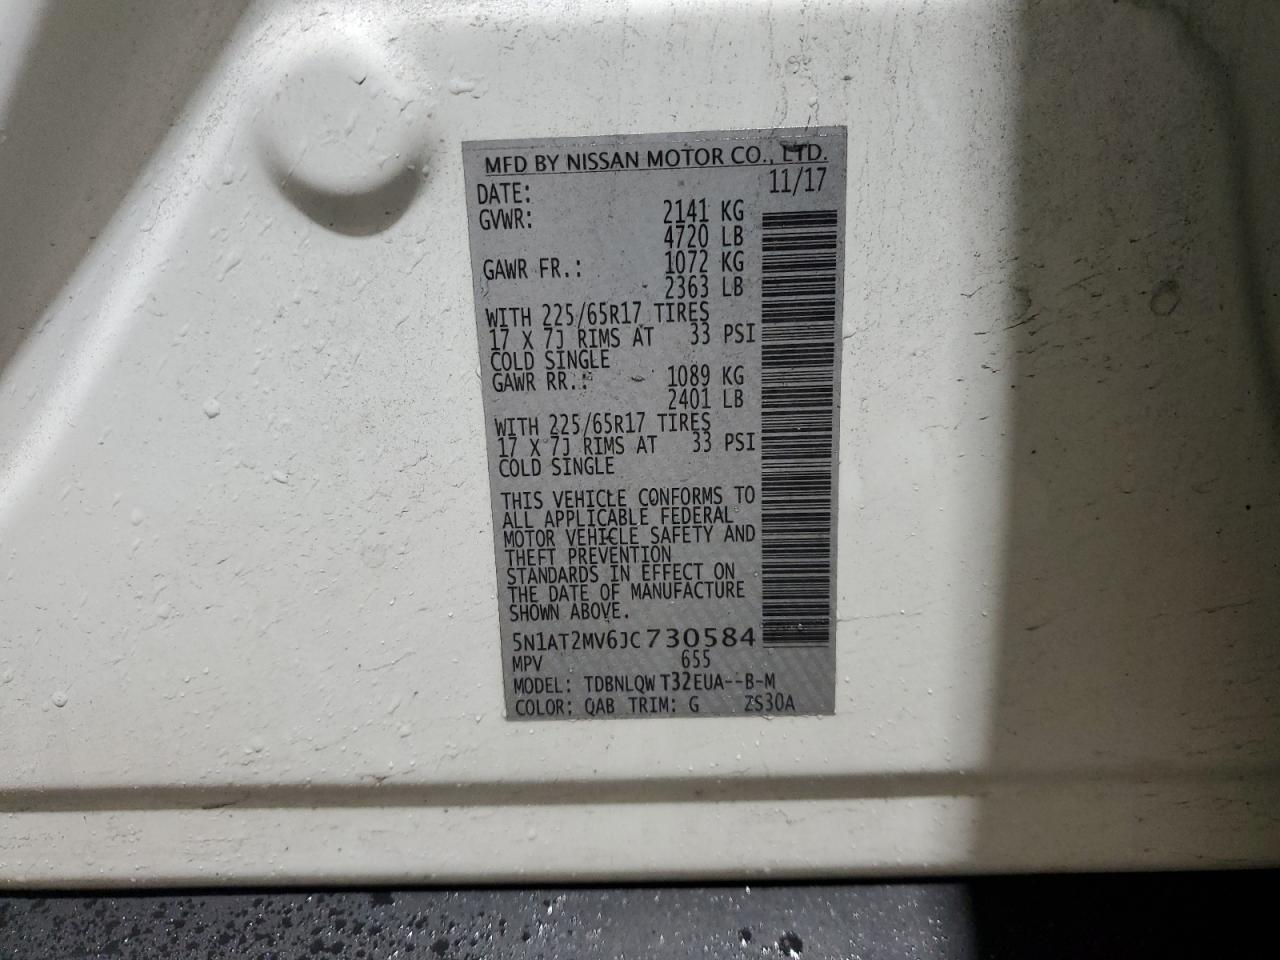 MFD BY NISSAN MOTOR CO., LTD.
DATE: 11/17
GVWR: 2141 KG
4720 LB
GAWR FR.: 1072 KG
2363 LB
WITH 225/65R17 TIRES
17 X 7J RIMS AT 33 PSI
COLD SINGLE
GAWR RR.: 1089 KG
2401 LB
WITH 225/65R17 TIRES
17 X 7J RIMS AT 33 PSI
COLD SINGLE
THIS VEHICLE CONFORMS TO
ALL APPLICABLE FEDERAL
MOTOR VEHICLE SAFETY AND
THEFT PREVENTION
STANDARDS IN EFFECT ON
THE DATE OF MANUFACTURE
SHOWN ABOVE.
5N1AT2MV6JC730584
MPV 655
MODEL: TDBNLQW T32EUA--B-M
COLOR: QAB TRIM: G ZS30A